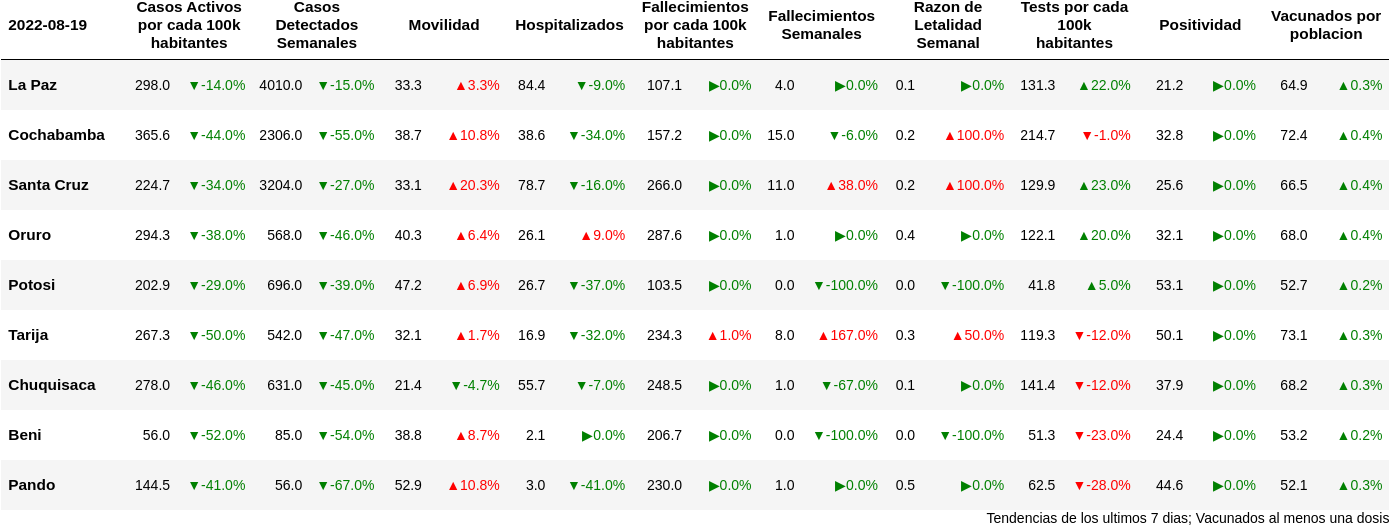 2022-08-19 Casos Activos por cada 100k habitantes Casos Detectados Semanales Movilidad Hospitalizados Fallecimientos por cada 100k habitantes Fallecimientos Semanales Razon de Letalidad Semanal Tests por cada 100k habitantes Positividad Vacunados por poblacion
La Paz 298.0 ▼-14.0% 4010.0 ▼-15.0% 33.3 ▲3.3% 84.4 ▼-9.0% 107.1 ▶0.0% 4.0 ▶0.0% 0.1 ▶0.0% 131.3 ▲22.0% 21.2 ▶0.0% 64.9 ▲0.3%
Cochabamba 365.6 ▼-44.0% 2306.0 ▼-55.0% 38.7 ▲10.8% 38.6 ▼-34.0% 157.2 ▶0.0% 15.0 ▼-6.0% 0.2 ▲100.0% 214.7 ▼-1.0% 32.8 ▶0.0% 72.4 ▲0.4%
Santa Cruz 224.7 ▼-34.0% 3204.0 ▼-27.0% 33.1 ▲20.3% 78.7 ▼-16.0% 266.0 ▶0.0% 11.0 ▲38.0% 0.2 ▲100.0% 129.9 ▲23.0% 25.6 ▶0.0% 66.5 ▲0.4%
Oruro 294.3 ▼-38.0% 568.0 ▼-46.0% 40.3 ▲6.4% 26.1 ▲9.0% 287.6 ▶0.0% 1.0 ▶0.0% 0.4 ▶0.0% 122.1 ▲20.0% 32.1 ▶0.0% 68.0 ▲0.4%
Potosi 202.9 ▼-29.0% 696.0 ▼-39.0% 47.2 ▲6.9% 26.7 ▼-37.0% 103.5 ▶0.0% 0.0 ▼-100.0% 0.0 ▼-100.0% 41.8 ▲5.0% 53.1 ▶0.0% 52.7 ▲0.2%
Tarija 267.3 ▼-50.0% 542.0 ▼-47.0% 32.1 ▲1.7% 16.9 ▼-32.0% 234.3 ▲1.0% 8.0 ▲167.0% 0.3 ▲50.0% 119.3 ▼-12.0% 50.1 ▶0.0% 73.1 ▲0.3%
Chuquisaca 278.0 ▼-46.0% 631.0 ▼-45.0% 21.4 ▼-4.7% 55.7 ▼-7.0% 248.5 ▶0.0% 1.0 ▼-67.0% 0.1 ▶0.0% 141.4 ▼-12.0% 37.9 ▶0.0% 68.2 ▲0.3%
Beni 56.0 ▼-52.0% 85.0 ▼-54.0% 38.8 ▲8.7% 2.1 ▶0.0% 206.7 ▶0.0% 0.0 ▼-100.0% 0.0 ▼-100.0% 51.3 ▼-23.0% 24.4 ▶0.0% 53.2 ▲0.2%
Pando 144.5 ▼-41.0% 56.0 ▼-67.0% 52.9 ▲10.8% 3.0 ▼-41.0% 230.0 ▶0.0% 1.0 ▶0.0% 0.5 ▶0.0% 62.5 ▼-28.0% 44.6 ▶0.0% 52.1 ▲0.3%
Tendencias de los ultimos 7 dias; Vacunados al menos una dosis